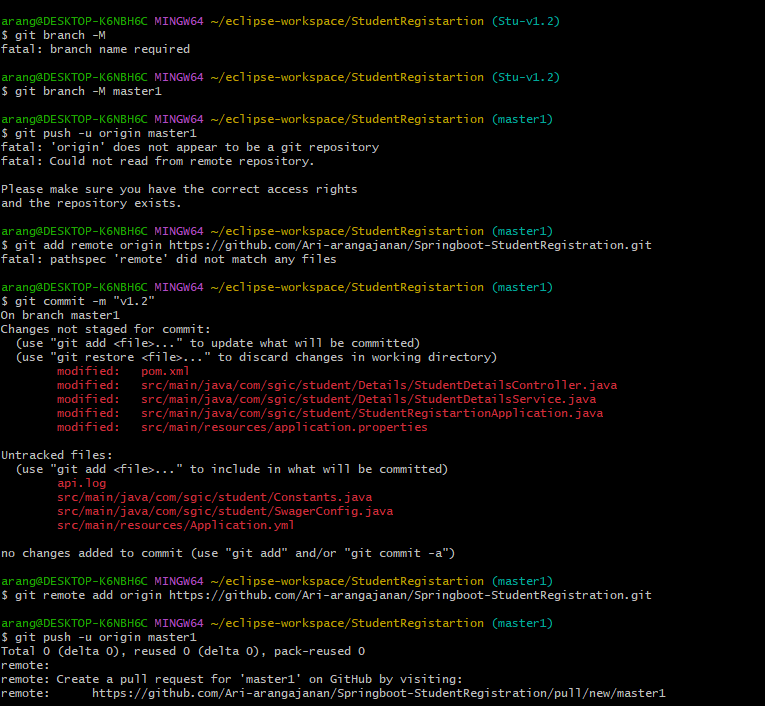 arang@DESKTOP-K6NBH6C MINGW64 ~/eclipse-workspace/StudentRegistartion (Stu-v1.2)
$ git branch -M
fatal: branch name required
arang@DESKTOP-K6NBH6C MINGW64 ~/eclipse-workspace/StudentRegistartion (Stu-v1.2)
$ git branch -M master1
arang@DESKTOP-K6NBH6C MINGW64 ~/eclipse-workspace/StudentRegistartion (master1)
$ git push -u origin master1
fatal: 'origin' does not appear to be a git repository
fatal: Could not read from remote repository.
Please make sure you have the correct access rights
and the repository exists.
arang@DESKTOP-K6NBH6C MINGW64 ~/eclipse-workspace/StudentRegistartion (master1)
$ git add remote origin https://github.com/Ari-arangajanan/Springboot-StudentRegistration.git
fatal: pathspec 'remote' did not match any files
arang@DESKTOP-K6NBH6C MINGW64 ~/eclipse-workspace/StudentRegistartion (master1)
$ git commit -m "v1.2"
On branch master1
Changes not staged for commit:
  (use "git add <file>..." to update what will be committed)
  (use "git restore <file>..." to discard changes in working directory)
        modified:   pom.xml
        modified:   src/main/java/com/sgic/student/Details/StudentDetailsController.java
        modified:   src/main/java/com/sgic/student/Details/StudentDetailsService.java
        modified:   src/main/java/com/sgic/student/StudentRegistartionApplication.java
        modified:   src/main/resources/application.properties
Untracked files:
  (use "git add <file>..." to include in what will be committed)
        api.log
        src/main/java/com/sgic/student/Constants.java
        src/main/java/com/sgic/student/SwagerConfig.java
        src/main/resources/Application.yml
no changes added to commit (use "git add" and/or "git commit -a")
arang@DESKTOP-K6NBH6C MINGW64 ~/eclipse-workspace/StudentRegistartion (master1)
$ git remote add origin https://github.com/Ari-arangajanan/Springboot-StudentRegistration.git
arang@DESKTOP-K6NBH6C MINGW64 ~/eclipse-workspace/StudentRegistartion (master1)
$ git push -u origin master1
Total 0 (delta 0), reused 0 (delta 0), pack-reused 0
remote:
remote: Create a pull request for 'master1' on GitHub by visiting:
remote:      https://github.com/Ari-arangajanan/Springboot-StudentRegistration/pull/new/master1